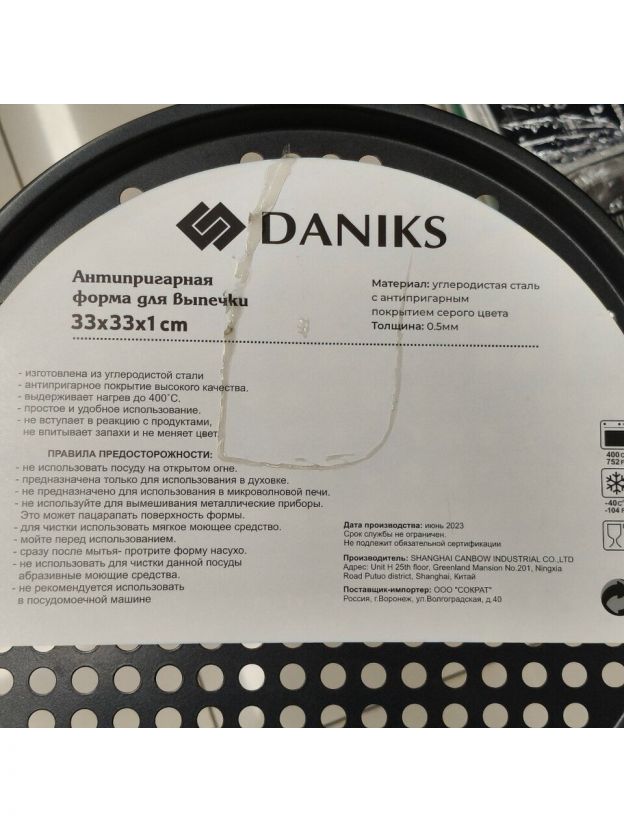 DANIKS
Антипригарная
форма для выпечки
33x33x1 cm
Материал: углеродистая сталь
с антипригарным
покрытием серого цвета
Толщина: 0.5мм
- изготовлена из углеродистой стали
- антипригарное покрытие высокого качества.
- выдерживает нагрев до 400°C.
- простое и удобное использование.
- не вступает в реакцию с продуктами,
не впитывает запахи и не меняет цвет.
ПРАВИЛА ПРЕДОСТОРОЖНОСТИ:
- не использовать посуду на открытом огне.
- предназначена только для использования в духовке.
- не предназначено для использования в микроволновой печи.
- не используйте для вымешивания металлические приборы.
Это может пацарапать поверхность формы.
- для чистки использовать мягкое моющее средство.
- мойте перед использованием.
- сразу после мытья- протрите форму насухо.
- не использовать для чистки данной посуды
абразивные моющие средства.
- не рекомендуется использовать
в посудомоечной машине
Дата производства: июнь 2023
Срок службы не ограничен.
Не подлежит обязательной сертификации
Производитель: SHANGHAI CANBOW INDUSTRIAL CO.,LTD
Адрес: Unit H 25th floor, Greenland Mansion No.201, Ningxia
Road Putuo district, Shanghai, Китай
Поставщик-импортер: ООО "СОКРАТ"
Россия, г.Воронеж, ул.Волгоградская, д.40
400
752
-40
-104